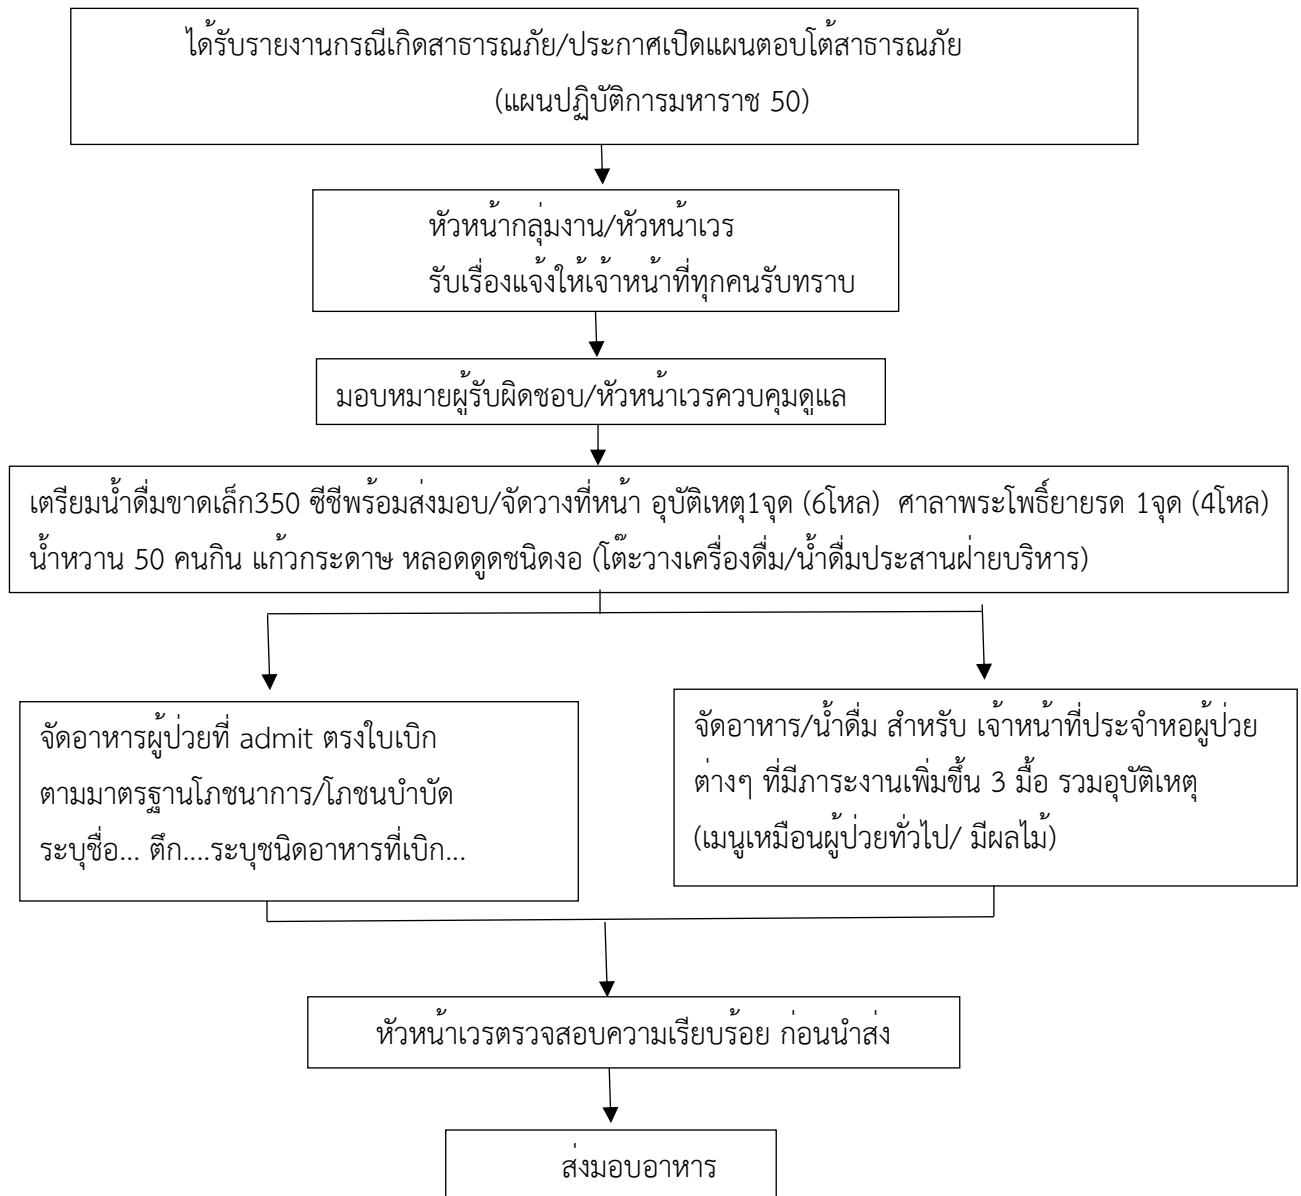 ได้รับรายงานกรณีเกิดสาธารณภัย/ประกาศเปิดแผนตอบโต้สาธารณภัย
(แผนปฏิบัติการมหาราช 50)
หัวหน้ากลุ่มงาน/หัวหน้าเวร
รับเรื่องแจ้งให้เจ้าหน้าที่ทุกคนรับทราบ
มอบหมายผู้รับผิดชอบ/หัวหน้าเวรควบคุมดูแล
เตรียมน้ำดื่มขาดเล็ก350 ซีซีพร้อมส่งมอบ/จัดวางที่หน้า อุบัติเหตุ1จุด (6โหล) ศาลาพระโพธิ์ยายรด 1จุด (4โหล)
น้ำหวาน 50 คนกิน แก้วกระดาษ หลอดดูดชนิดงอ (โต๊ะวางเครื่องดื่ม/น้ำดื่มประสานฝ่ายบริหาร)
จัดอาหารผู้ป่วยที่ admit ตรงใบเบิก
ตามมาตรฐานโภชนาการ/โภชนบำบัด
ระบุชื่อ... ตึก....ระบุชนิดอาหารที่เบิก...
จัดอาหาร/น้ำดื่ม สำหรับ เจ้าหน้าที่ประจำหอผู้ป่วย
ต่างๆ ที่มีภาระงานเพิ่มขึ้น 3 มื้อ รวมอุบัติเหตุ
(เมนูเหมือนผู้ป่วยทั่วไป/ มีผลไม้)
หัวหน้าเวรตรวจสอบความเรียบร้อย ก่อนนำส่ง
ส่งมอบอาหาร